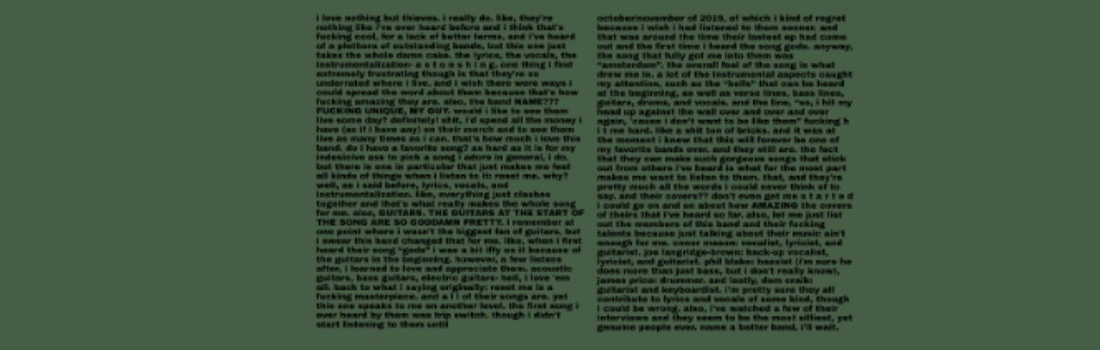 i love nothing but thieves. i really do. like, they're
nothing like i've ever heard before and i think that's
fucking cool, for a lack of better terms. and i've heard
of a plethora of outstanding bands, but this one just
takes the whole damn cake. the lyrics, the vocals, the
instrumentalization- a s t o n s h i n g. one thing i find
extremely frustrating though is that they're so
underrated where i live. and i wish there were ways i
could spread the word about them because that's how
fucking amazing they are. also, the band NAME???
FUCKING UNIQUE, MY GUY. would i like to see them
live some day? definitely! shit, i'd spend all the money i
have (as if i have any) on their merch and to see them
live as many times as i can. that's how much i love this
band. do i have a favorite song? as hard as it is for my
indesicive ass to pick a song i adore in general, i do.
but there is one in particular that just makes me feel
all kinds of things when i listen to it: reset me. why?
well, as i said before, lyrics, vocals, and
instrumentalization. like, everything just clashes
together and that's what really makes the whole song
for me. also, GUITARS. THE GUITARS AT THE START OF
THE SONG ARE SO GODDAMN PRETTY. i remember at
one point where i wasn't the biggest fan of guitars, but
i swear this band changed that for me. like, when i first
heard their song "gods" i was a bit iffy on it because of
the guitars in the beginning. however, a few listens
after, i learned to love and appreciate them. acoustic
guitars, bass guitars, electric guitars- hell, i love 'em
all. back to what i saying originally: reset me is a
fucking masterpiece. and a l l of their songs are. yet
this one speaks to me on another level. the first song i
ever heard by them was trip switch. though i didn't
start listening to them until
october/november of 2019. of which i kind of regret
because i wish i had listened to them sooner. and
that was around the time their lastest ep had come
out and the first time i heard the song gods. anyway,
the song that fully got me into them was
"amsterdam". the overall feel of the song is what
drew me in. a lot of the instrumental aspects caught
my attention, such as the "bells" that can be heard
at the beginning, as well as verse lines, bass lines,
guitars, drums, and vocals. and the line, "so, i hit my
head up against the wall over and over and over
again, 'cause i don't want to be like them" fucking h
i t me hard. like a shit ton of bricks. and it was at
the moment i knew that this will forever be one of
my favorite bands ever. and they still are. the fact
that they can make such gorgeous songs that stick
out from others i've heard is what for the most part
makes me want to listen to them. that, and they're
pretty much all the words i could never think of to
say. and their covers?? don't even get me s t a r t e d
i could go on and on about how AMAZING the covers
of theirs that i've heard so far. also, let me just list
out the members of this band and their fucking
talents because just talking about their music ain't
enough for me. conor mason: vocalist, lyricist, and
guitarist. joe langridge-brown: back-up vocalist,
lyricist, and guitarist. phil blake: bassist (i'm sure he
does more than just bass, but i don't really know),
james price: drummer. and lastly, dom craik:
guitarist and keyboardist. i'm pretty sure they all
contribute to lyrics and vocals of some kind, though
i could be wrong. also, i've watched a few of their
interviews and they seem to be the most silliest, yet
genuine people ever. name a better band, i'll wait.